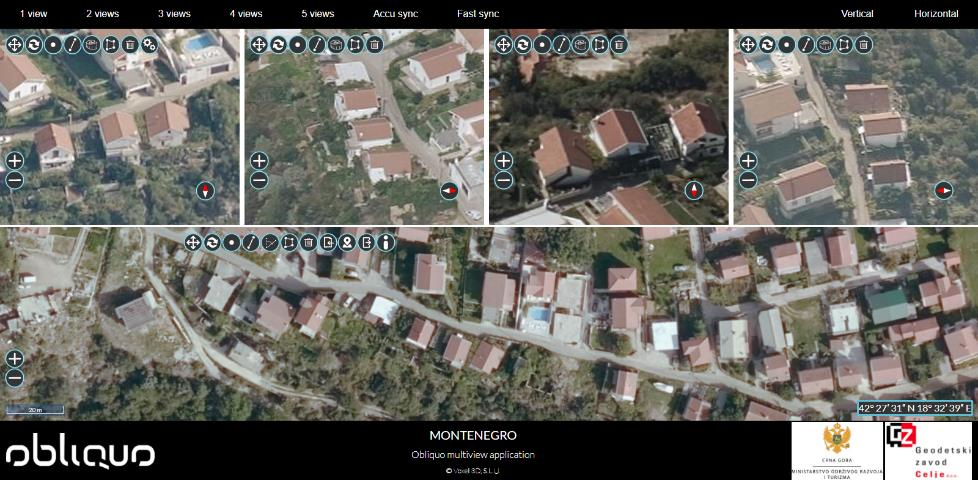 1 view 2 views 3 views 4 views 5 views Accu sync Fast sync Vertical Horizontal
20 m
42° 27' 31" N 18° 32' 39" E
obliquo
MONTENEGRO
Obliquo multiview application
© Voxel 3D, S.L.U.
CRNA GORA
MINISTARSTVO ODRŽIVOG RAZVOJA
I TURIZMA
GZ
Geodetski
zavod
Celje d.o.o.